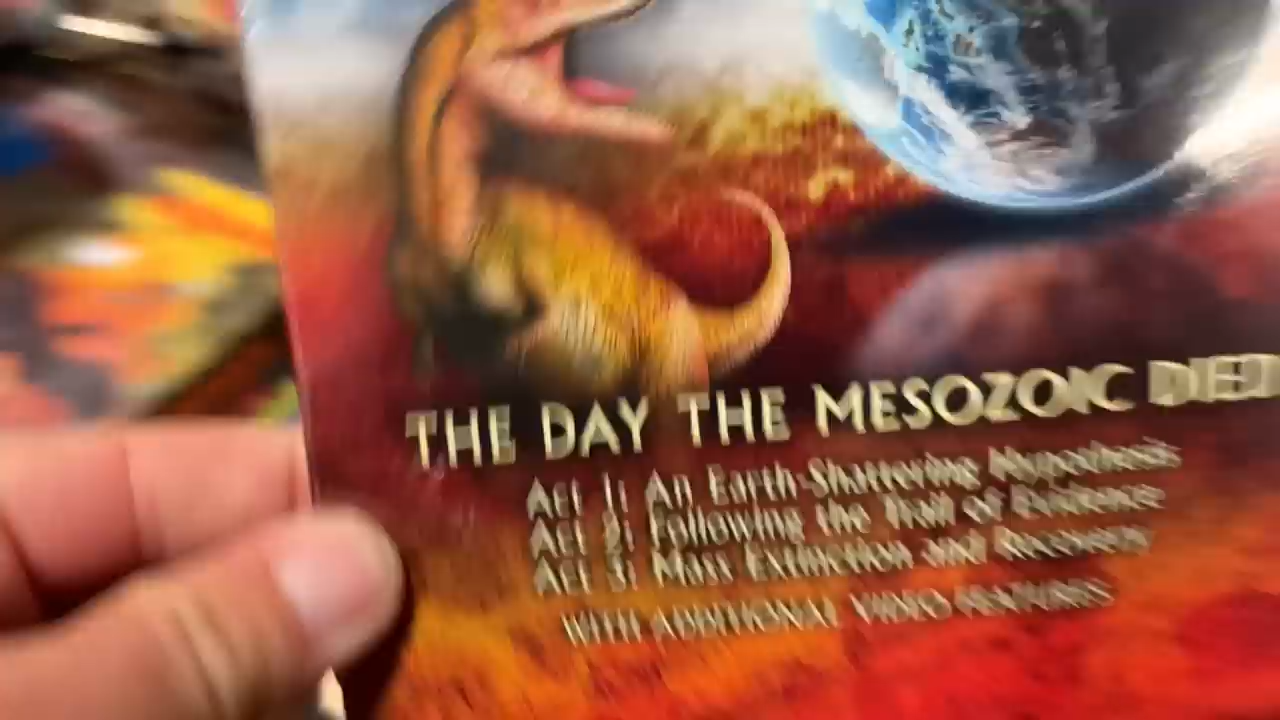 THE DAY THE MESOZOIC DIED
Act 1: An Earth-Shattering Hypothesis
Act 2: Following the Trail of Evidence
Act 3: Mass Extinction and Recovery
WITH ADDITIONAL VIDEO FEATURES